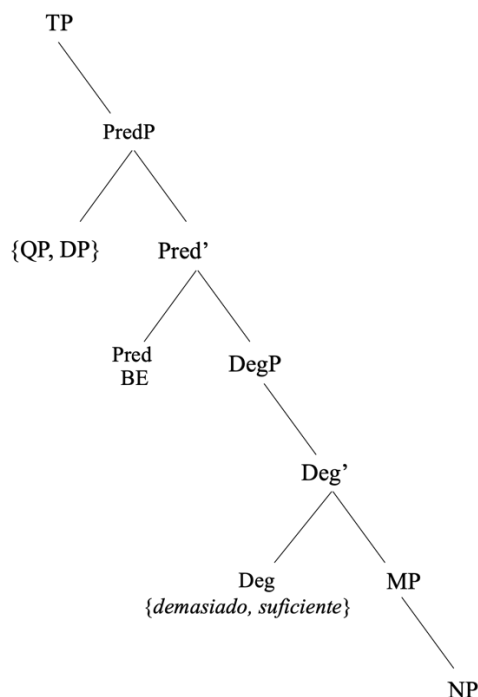 TP
PredP
{QP, DP} Pred’
Pred DegP
BE
Deg’
Deg MP
{demasiado, suficiente}
NP